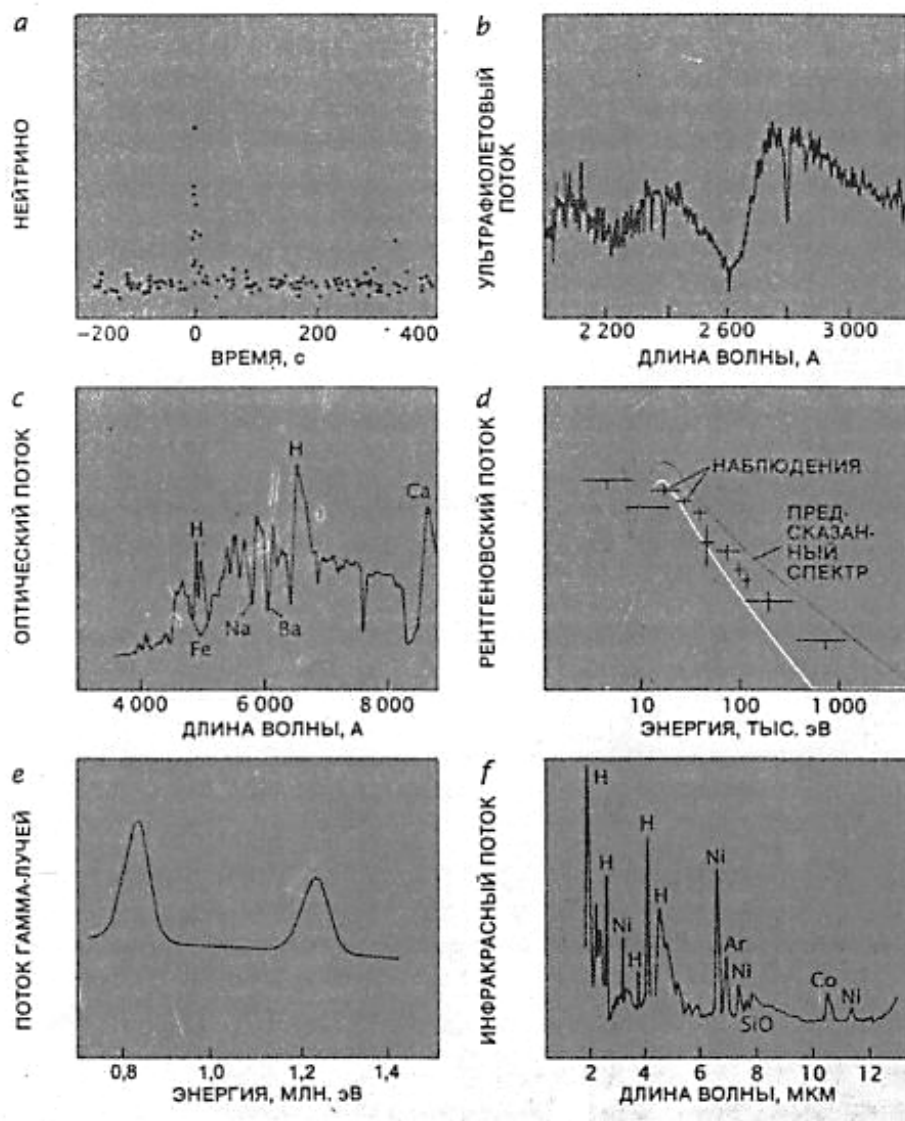 a
НЕЙТРИНО
-200
0
200
400
ВРЕМЯ, с
b
УЛЬТРАФИОЛЕТОВЫЙ
ПОТОК
2 200
2 600
3 000
ДЛИНА ВОЛНЫ, А
c
ОПТИЧЕСКИЙ ПОТОК
H
H
Ca
Fe
Na
Ba
4 000
6 000
8 000
ДЛИНА ВОЛНЫ, А
d
РЕНТГЕНОВСКИЙ ПОТОК
НАБЛЮДЕНИЯ
ПРЕД-
СКАЗАН-
НЫЙ
СПЕКТР
10
100
1 000
ЭНЕРГИЯ, ТЫС. эВ
e
ПОТОК ГАММА-ЛУЧЕЙ
0,8
1,0
1,2
1,4
ЭНЕРГИЯ, МЛН. эВ
f
ИНФРАКРАСНЫЙ ПОТОК
H
H
Ni
H
H
H
Ni
Ar
Ni
SiO
Co
Ni
2
4
6
8
10
12
ДЛИНА ВОЛНЫ, МКМ